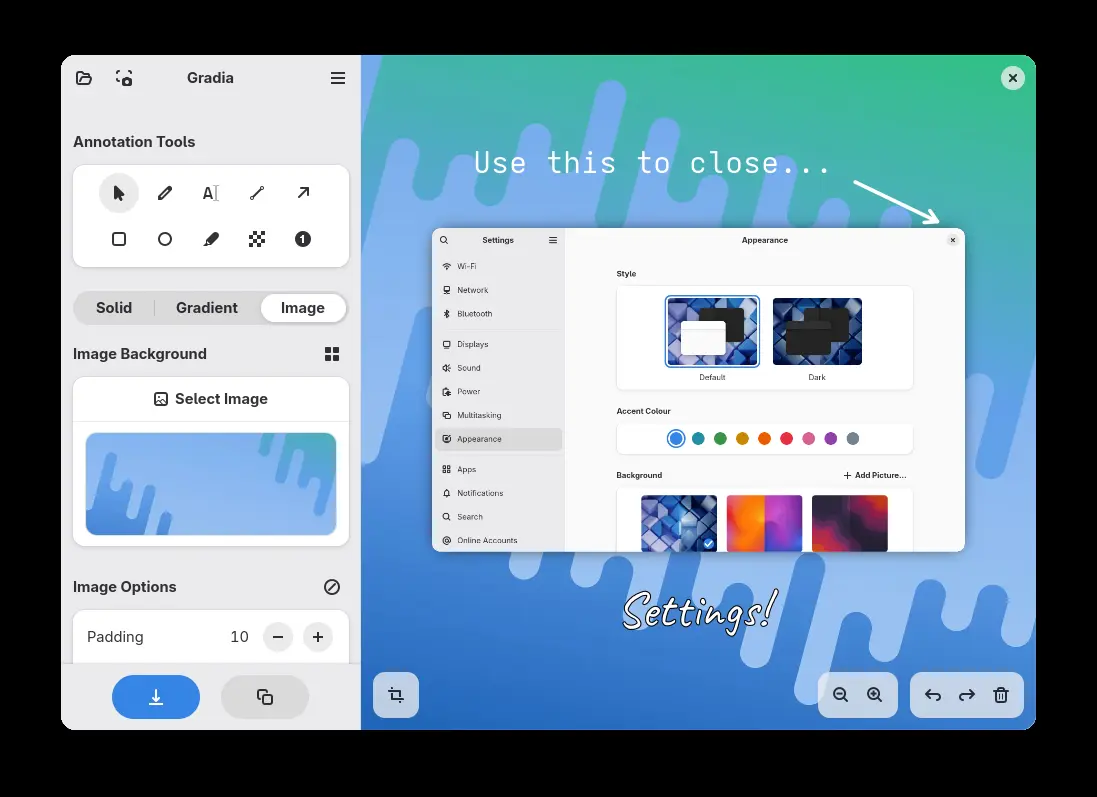 Gradia
Annotation Tools
A
1
Solid
Gradient
Image
Image Background
Select Image
Image Options
Padding
10
Use this to close...
Settings
Wi-Fi
Network
Bluetooth
Displays
Sound
Power
Multitasking
Appearance
Apps
Notifications
Search
Online Accounts
Appearance
Style
Default
Dark
Accent Colour
Background
Add Picture...
Settings!